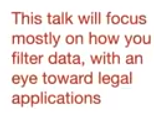 This talk will focus
mostly on how you
filter data, with an
eye toward legal
applications